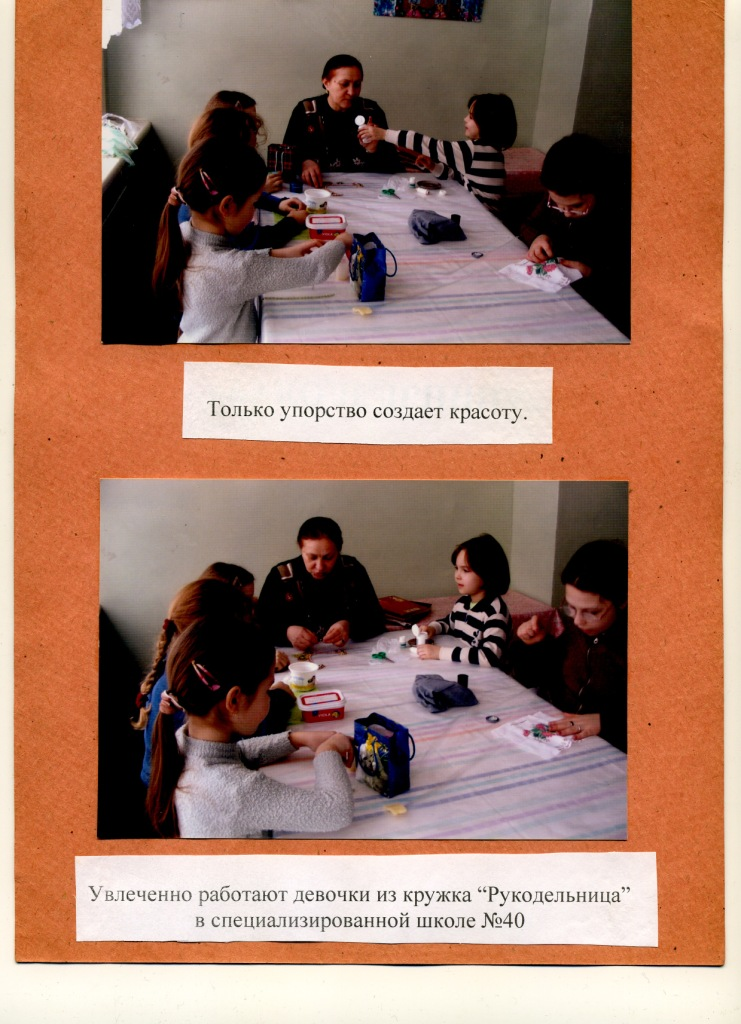 Только упорство создает красоту.
Увлеченно работают девочки из кружка “Рукодельница”
в специализированной школе №40